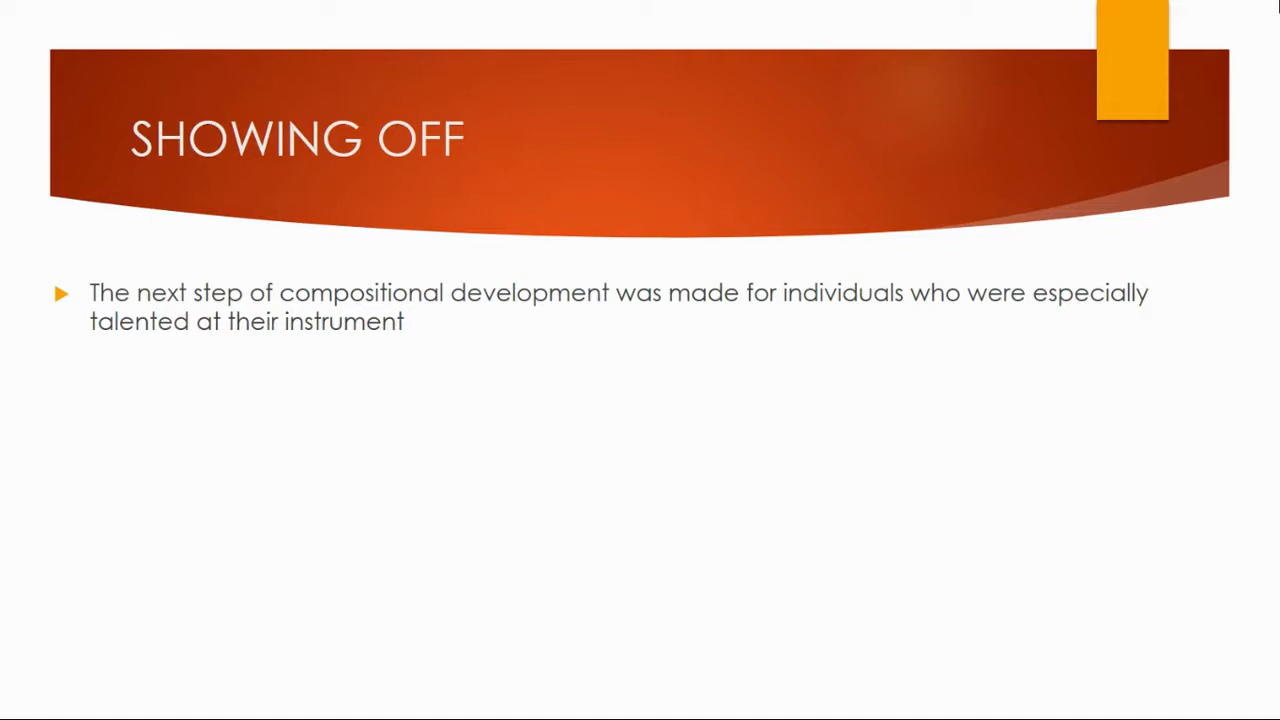 SHOWING OFF
The next step of compositional development was made for individuals who were especially
talented at their instrument